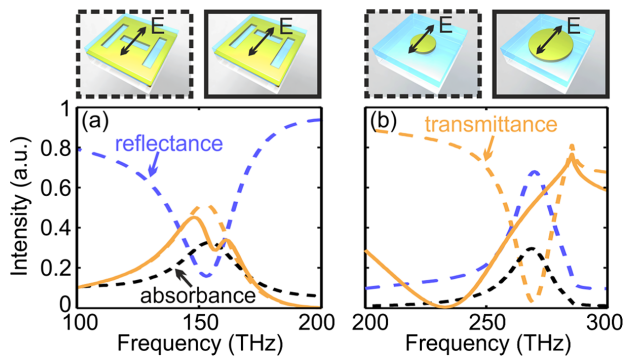 E
E
E
E
(a)
reflectance
absorbance
Intensity (a.u.)
1
0.8
0.6
0.4
0.2
0
100
150
200
Frequency (THz)
(b)
transmittance
200
250
300
Frequency (THz)